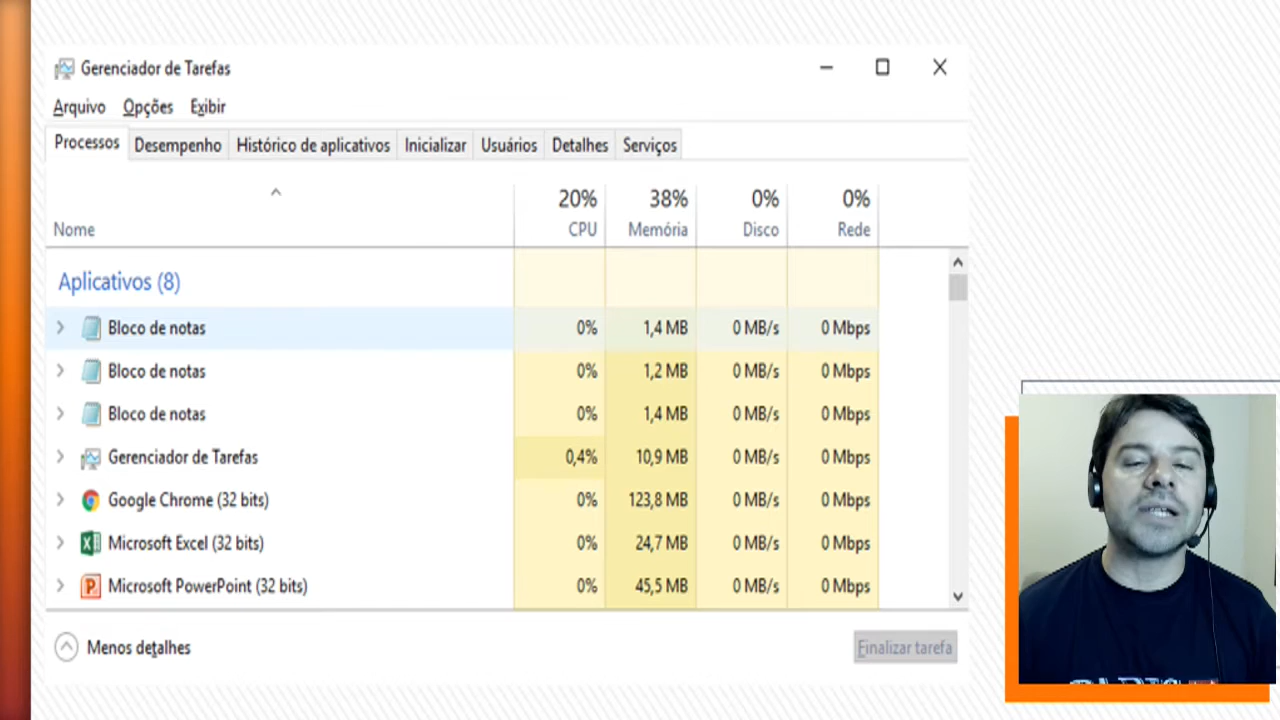 Gerenciador de Tarefas
Arquivo Opções Exibir
Processos Desempenho Histórico de aplicativos Inicializar Usuários Detalhes Serviços
20% 38% 0% 0%
Nome CPU Memória Disco Rede
Aplicativos (8)
Bloco de notas 0% 1,4 MB 0 MB/s 0 Mbps
Bloco de notas 0% 1,2 MB 0 MB/s 0 Mbps
Bloco de notas 0% 1,4 MB 0 MB/s 0 Mbps
Gerenciador de Tarefas 0,4% 10,9 MB 0 MB/s 0 Mbps
Google Chrome (32 bits) 0% 123,8 MB 0 MB/s 0 Mbps
Microsoft Excel (32 bits) 0% 24,7 MB 0 MB/s 0 Mbps
Microsoft PowerPoint (32 bits) 0% 45,5 MB 0 MB/s 0 Mbps
Menos detalhes Finalizar tarefa